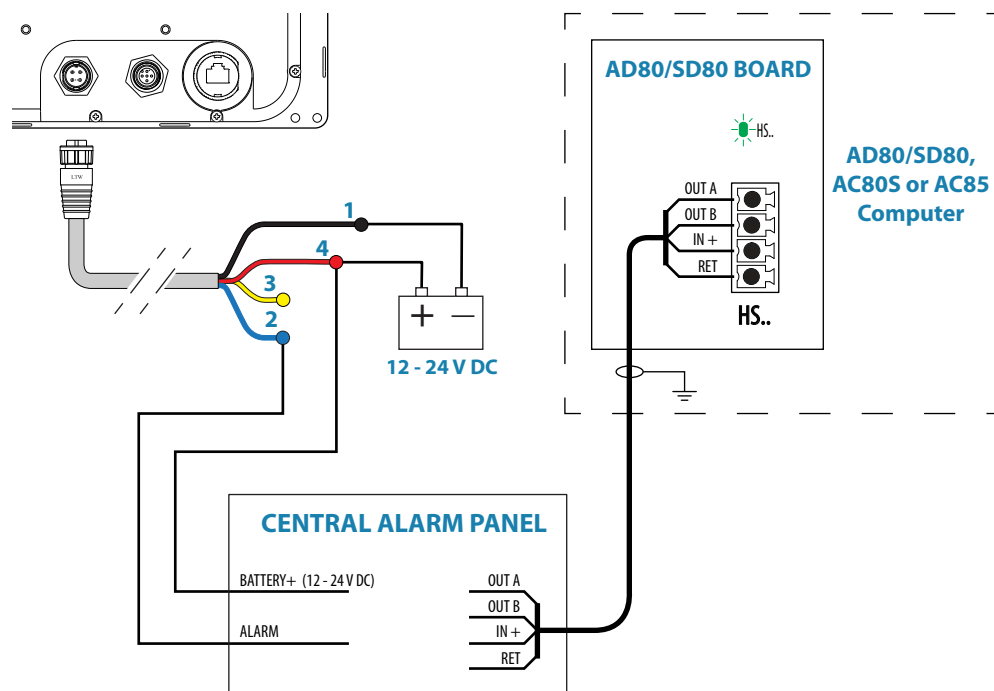 AD80/SD80 BOARD
HS..
AD80/SD80,
AC80S or AC85
Computer
OUT A
OUT B
IN +
RET
HS..
LTW
1
4
3
2
+ −
12 - 24 V DC
CENTRAL ALARM PANEL
BATTERY+ (12 - 24 V DC)
ALARM
OUT A
OUT B
IN +
RET